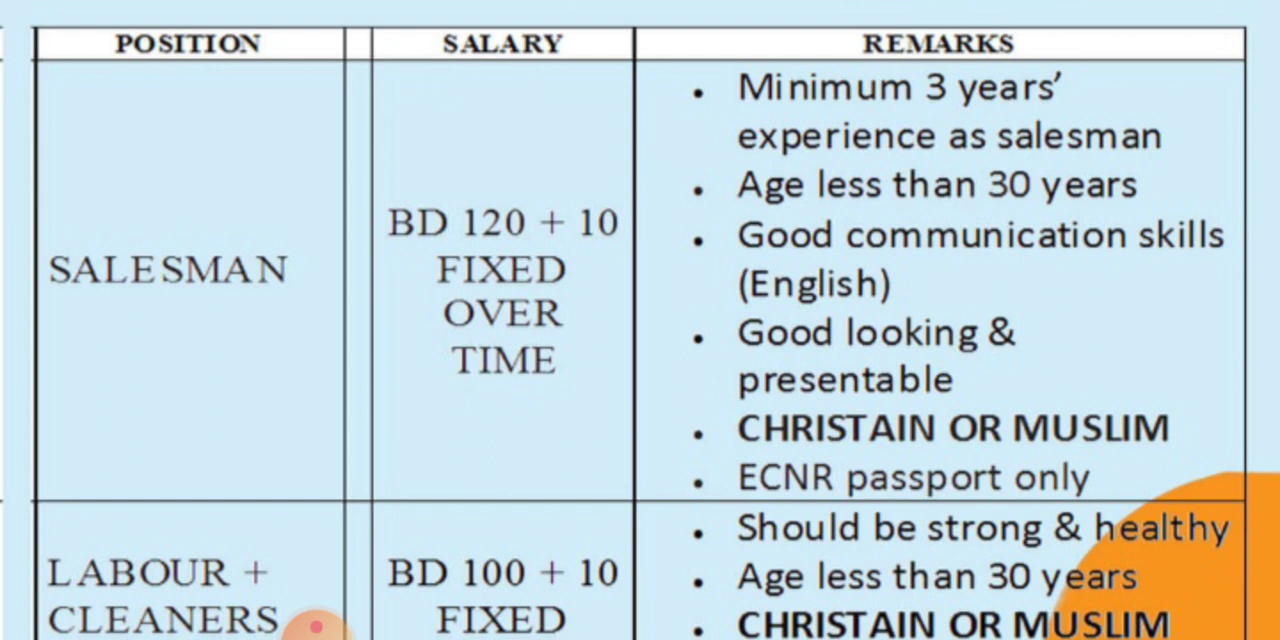 POSITION
SALARY
REMARKS
SALESMAN
BD 120 + 10
FIXED
OVER
TIME
• Minimum 3 years’
experience as salesman
• Age less than 30 years
• Good communication skills
(English)
• Good looking &
presentable
• CHRISTAIN OR MUSLIM
• ECNR passport only
LABOUR +
CLEANERS
BD 100 + 10
FIXED
• Should be strong & healthy
• Age less than 30 years
• CHRISTAIN OR MUSLIM